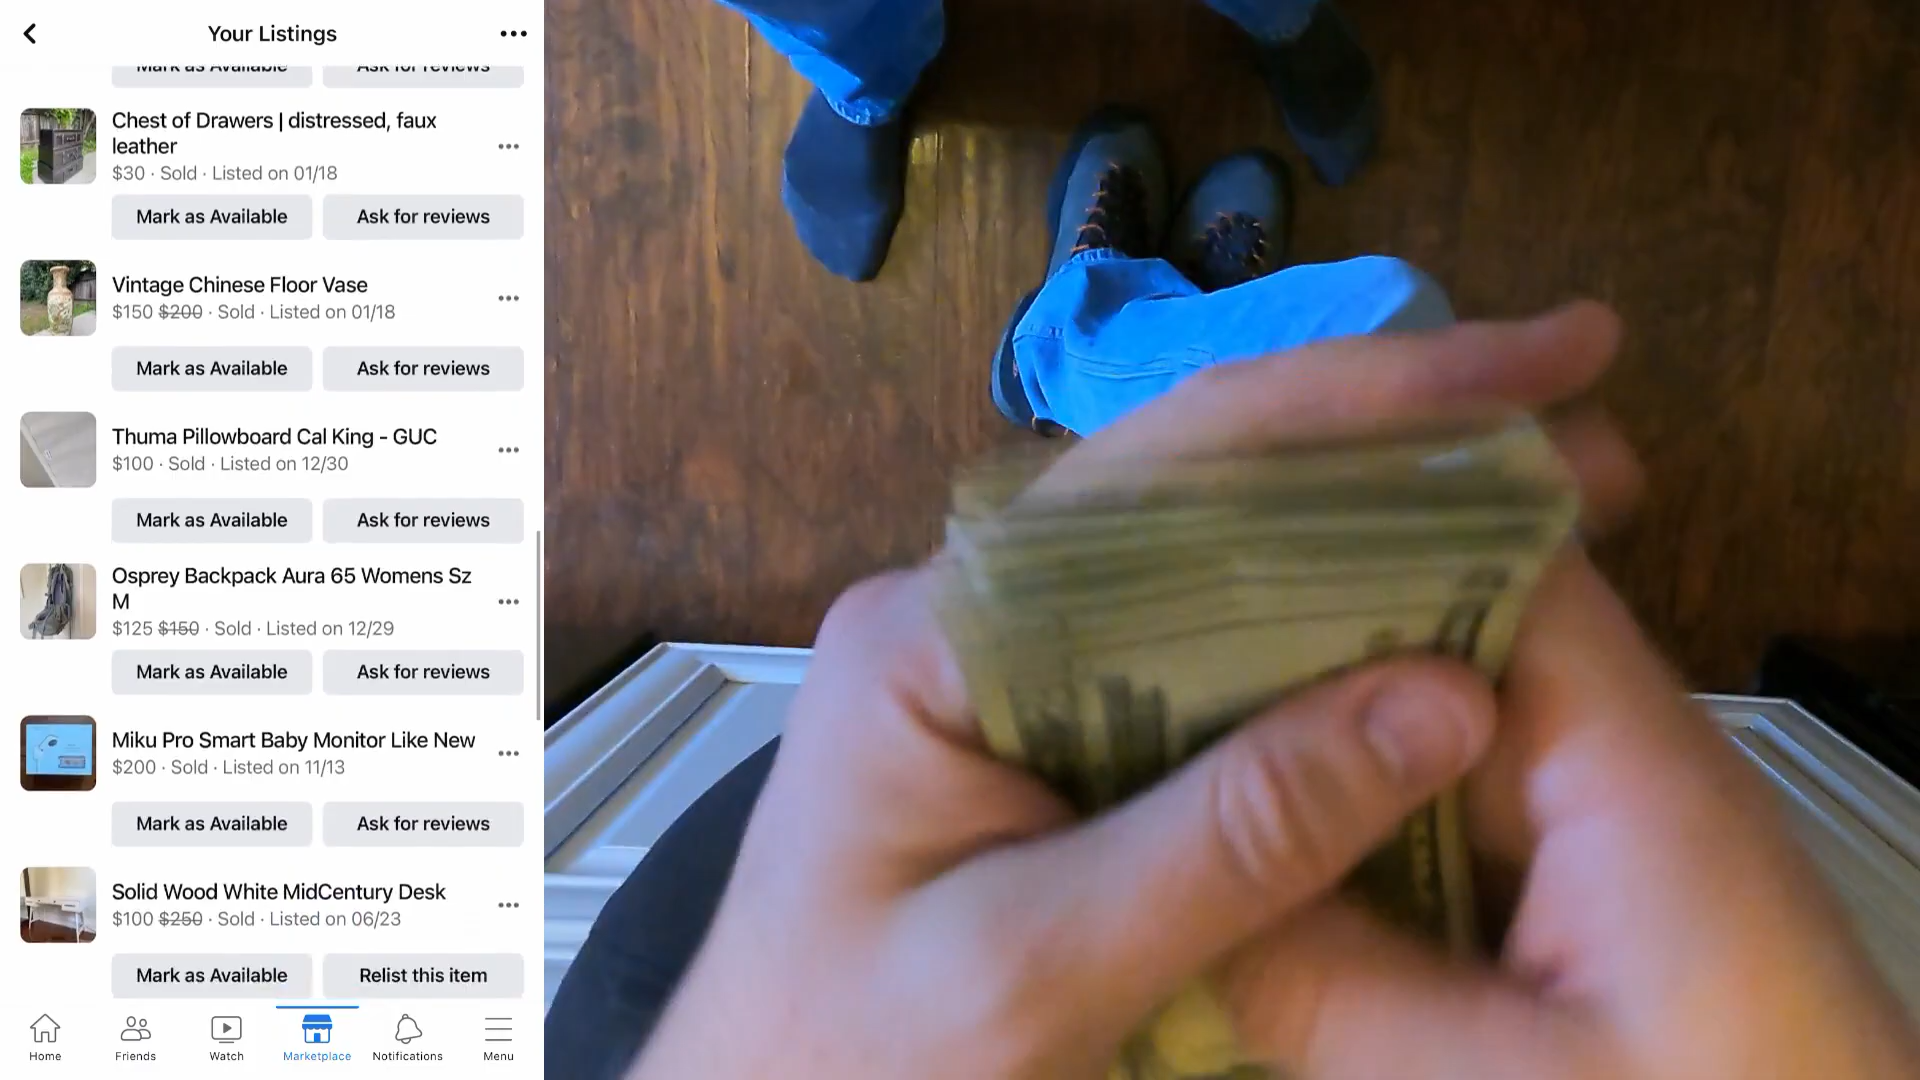 Your Listings
Mark as Available
Ask for reviews
Chest of Drawers | distressed, faux
leather
$30 · Sold · Listed on 01/18
Mark as Available
Ask for reviews
Vintage Chinese Floor Vase
$150 $200 · Sold · Listed on 01/18
Mark as Available
Ask for reviews
Thuma Pillowboard Cal King - GUC
$100 · Sold · Listed on 12/30
Mark as Available
Ask for reviews
Osprey Backpack Aura 65 Womens Sz
M
$125 $150 · Sold · Listed on 12/29
Mark as Available
Ask for reviews
Miku Pro Smart Baby Monitor Like New
$200 · Sold · Listed on 11/13
Mark as Available
Ask for reviews
Solid Wood White MidCentury Desk
$100 $250 · Sold · Listed on 06/23
Mark as Available
Relist this item
Home
Friends
Watch
Marketplace
Notifications
Menu